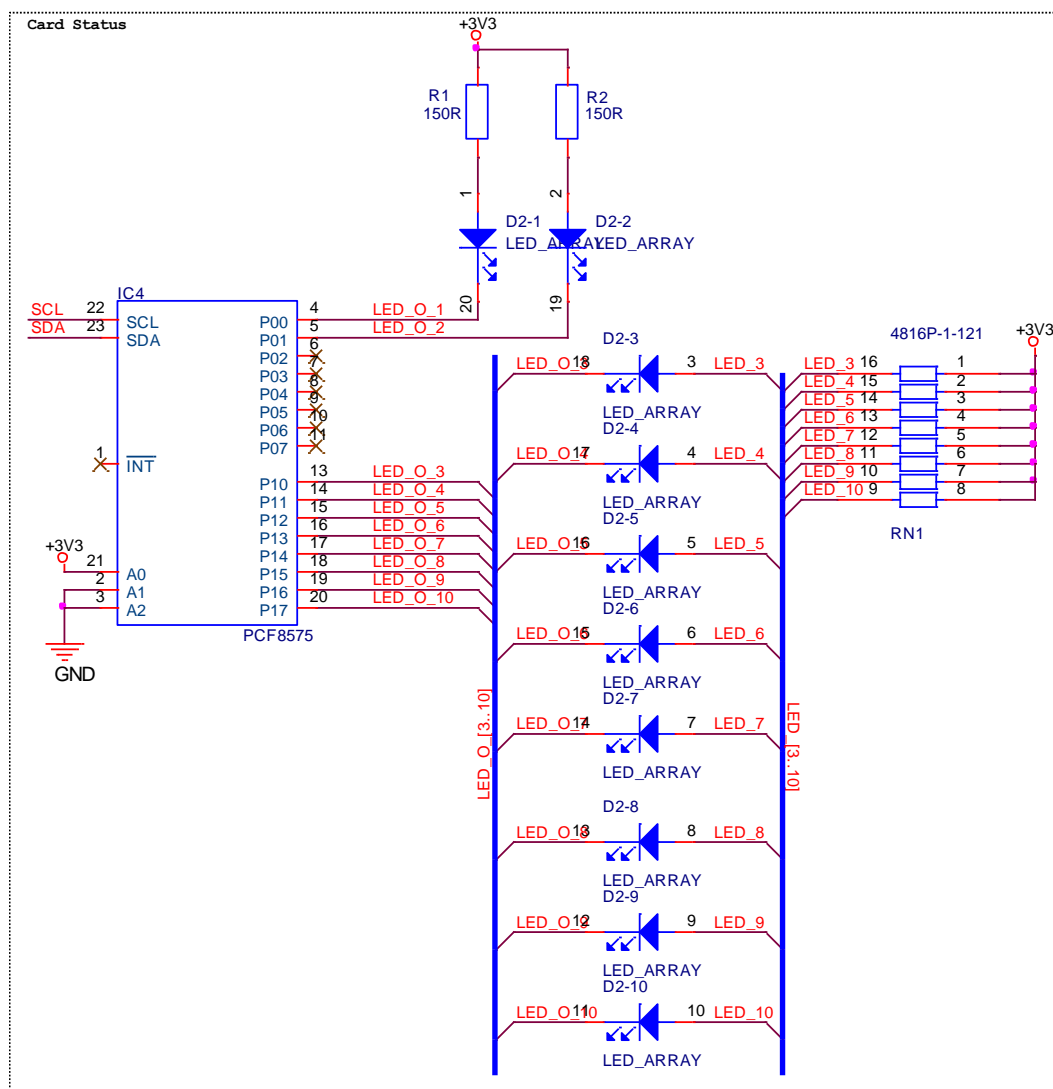 Card Status
+3V3
R1
150R
R2
150R
1
2
D2-1
LED_ARRAY
D2-2
LED_ARRAY
20
19
IC4
SCL 22 SCL
SDA 23 SDA
1 INT
+3V3
21 A0
2 A1
3 A2
GND
PCF8575
P00 4 LED_O_1
P01 5 LED_O_2
P02 6
P03 7
P04 8
P05 9
P06 10
P07 11
P10 13 LED_O_3
P11 14 LED_O_4
P12 15 LED_O_5
P13 16 LED_O_6
P14 17 LED_O_7
P15 18 LED_O_8
P16 19 LED_O_9
P17 20 LED_O_10
LED_O_[3..10]
D2-3
LED_O_3 18 3 LED_3
LED_ARRAY
D2-4
LED_O_4 17 4 LED_4
LED_ARRAY
D2-5
LED_O_5 16 5 LED_5
LED_ARRAY
D2-6
LED_O_6 15 6 LED_6
LED_ARRAY
D2-7
LED_O_7 14 7 LED_7
LED_ARRAY
D2-8
LED_O_8 13 8 LED_8
LED_ARRAY
D2-9
LED_O_9 12 9 LED_9
LED_ARRAY
D2-10
LED_O_10 11 10 LED_10
LED_ARRAY
LED_[3..10]
4816P-1-121
+3V3
LED_3 16 1
LED_4 15 2
LED_5 14 3
LED_6 13 4
LED_7 12 5
LED_8 11 6
LED_9 10 7
LED_10 9 8
RN1